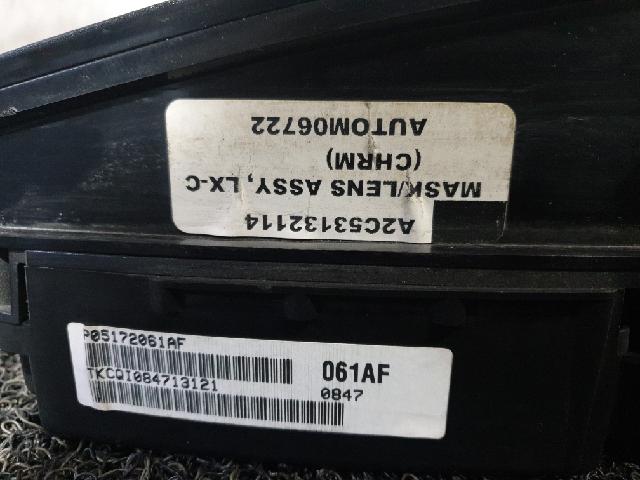 A2C53132114
MASK/LENS ASSY, LX-C
(CHRM)
AUTOM06722
P05172061AF
TKCQI084713121
061AF
0847